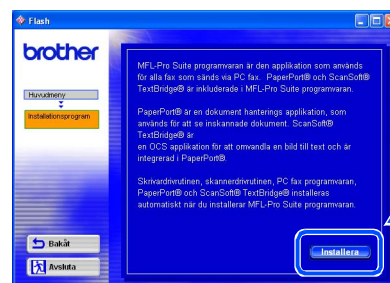 Flash
brother
Huvudmeny
Installationsprogram
MFL-Pro Suite programvaran är den applikation som används
för alla fax som sänds via PC fax. PaperPort® och ScanSoft®
TextBridge® är inkluderade i MFL-Pro Suite programvaran.
PaperPort® är en dokument hanterings applikation, som
används för att se inskannade dokument. ScanSoft®
TextBridge® är
en OCS applikation för att omvandla en bild till text och är
integrerad i PaperPort®.
Skrivardrivrutinen, skannerdrivrutinen, PC fax programvaran,
PaperPort® och ScanSoft® TextBridge® installeras
automatiskt när du installerar MFL-Pro Suite programvaran.
Bakåt
Avsluta
Installera